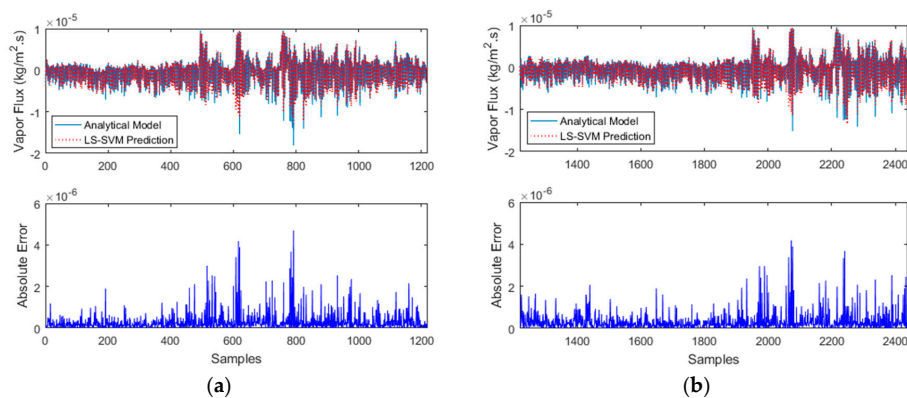 ×10⁻⁵
Vapor Flux (kg/m².s)
1
0
-1
-2
Analytical Model
LS-SVM Prediction
0 200 400 600 800 1000 1200
×10⁻⁶
Absolute Error
6
4
2
0
0 200 400 600 800 1000 1200
Samples
(a)
×10⁻⁵
Vapor Flux (kg/m².s)
1
0
-1
-2
Analytical Model
LS-SVM Prediction
1400 1600 1800 2000 2200 2400
×10⁻⁶
Absolute Error
6
4
2
0
1400 1600 1800 2000 2200 2400
Samples
(b)